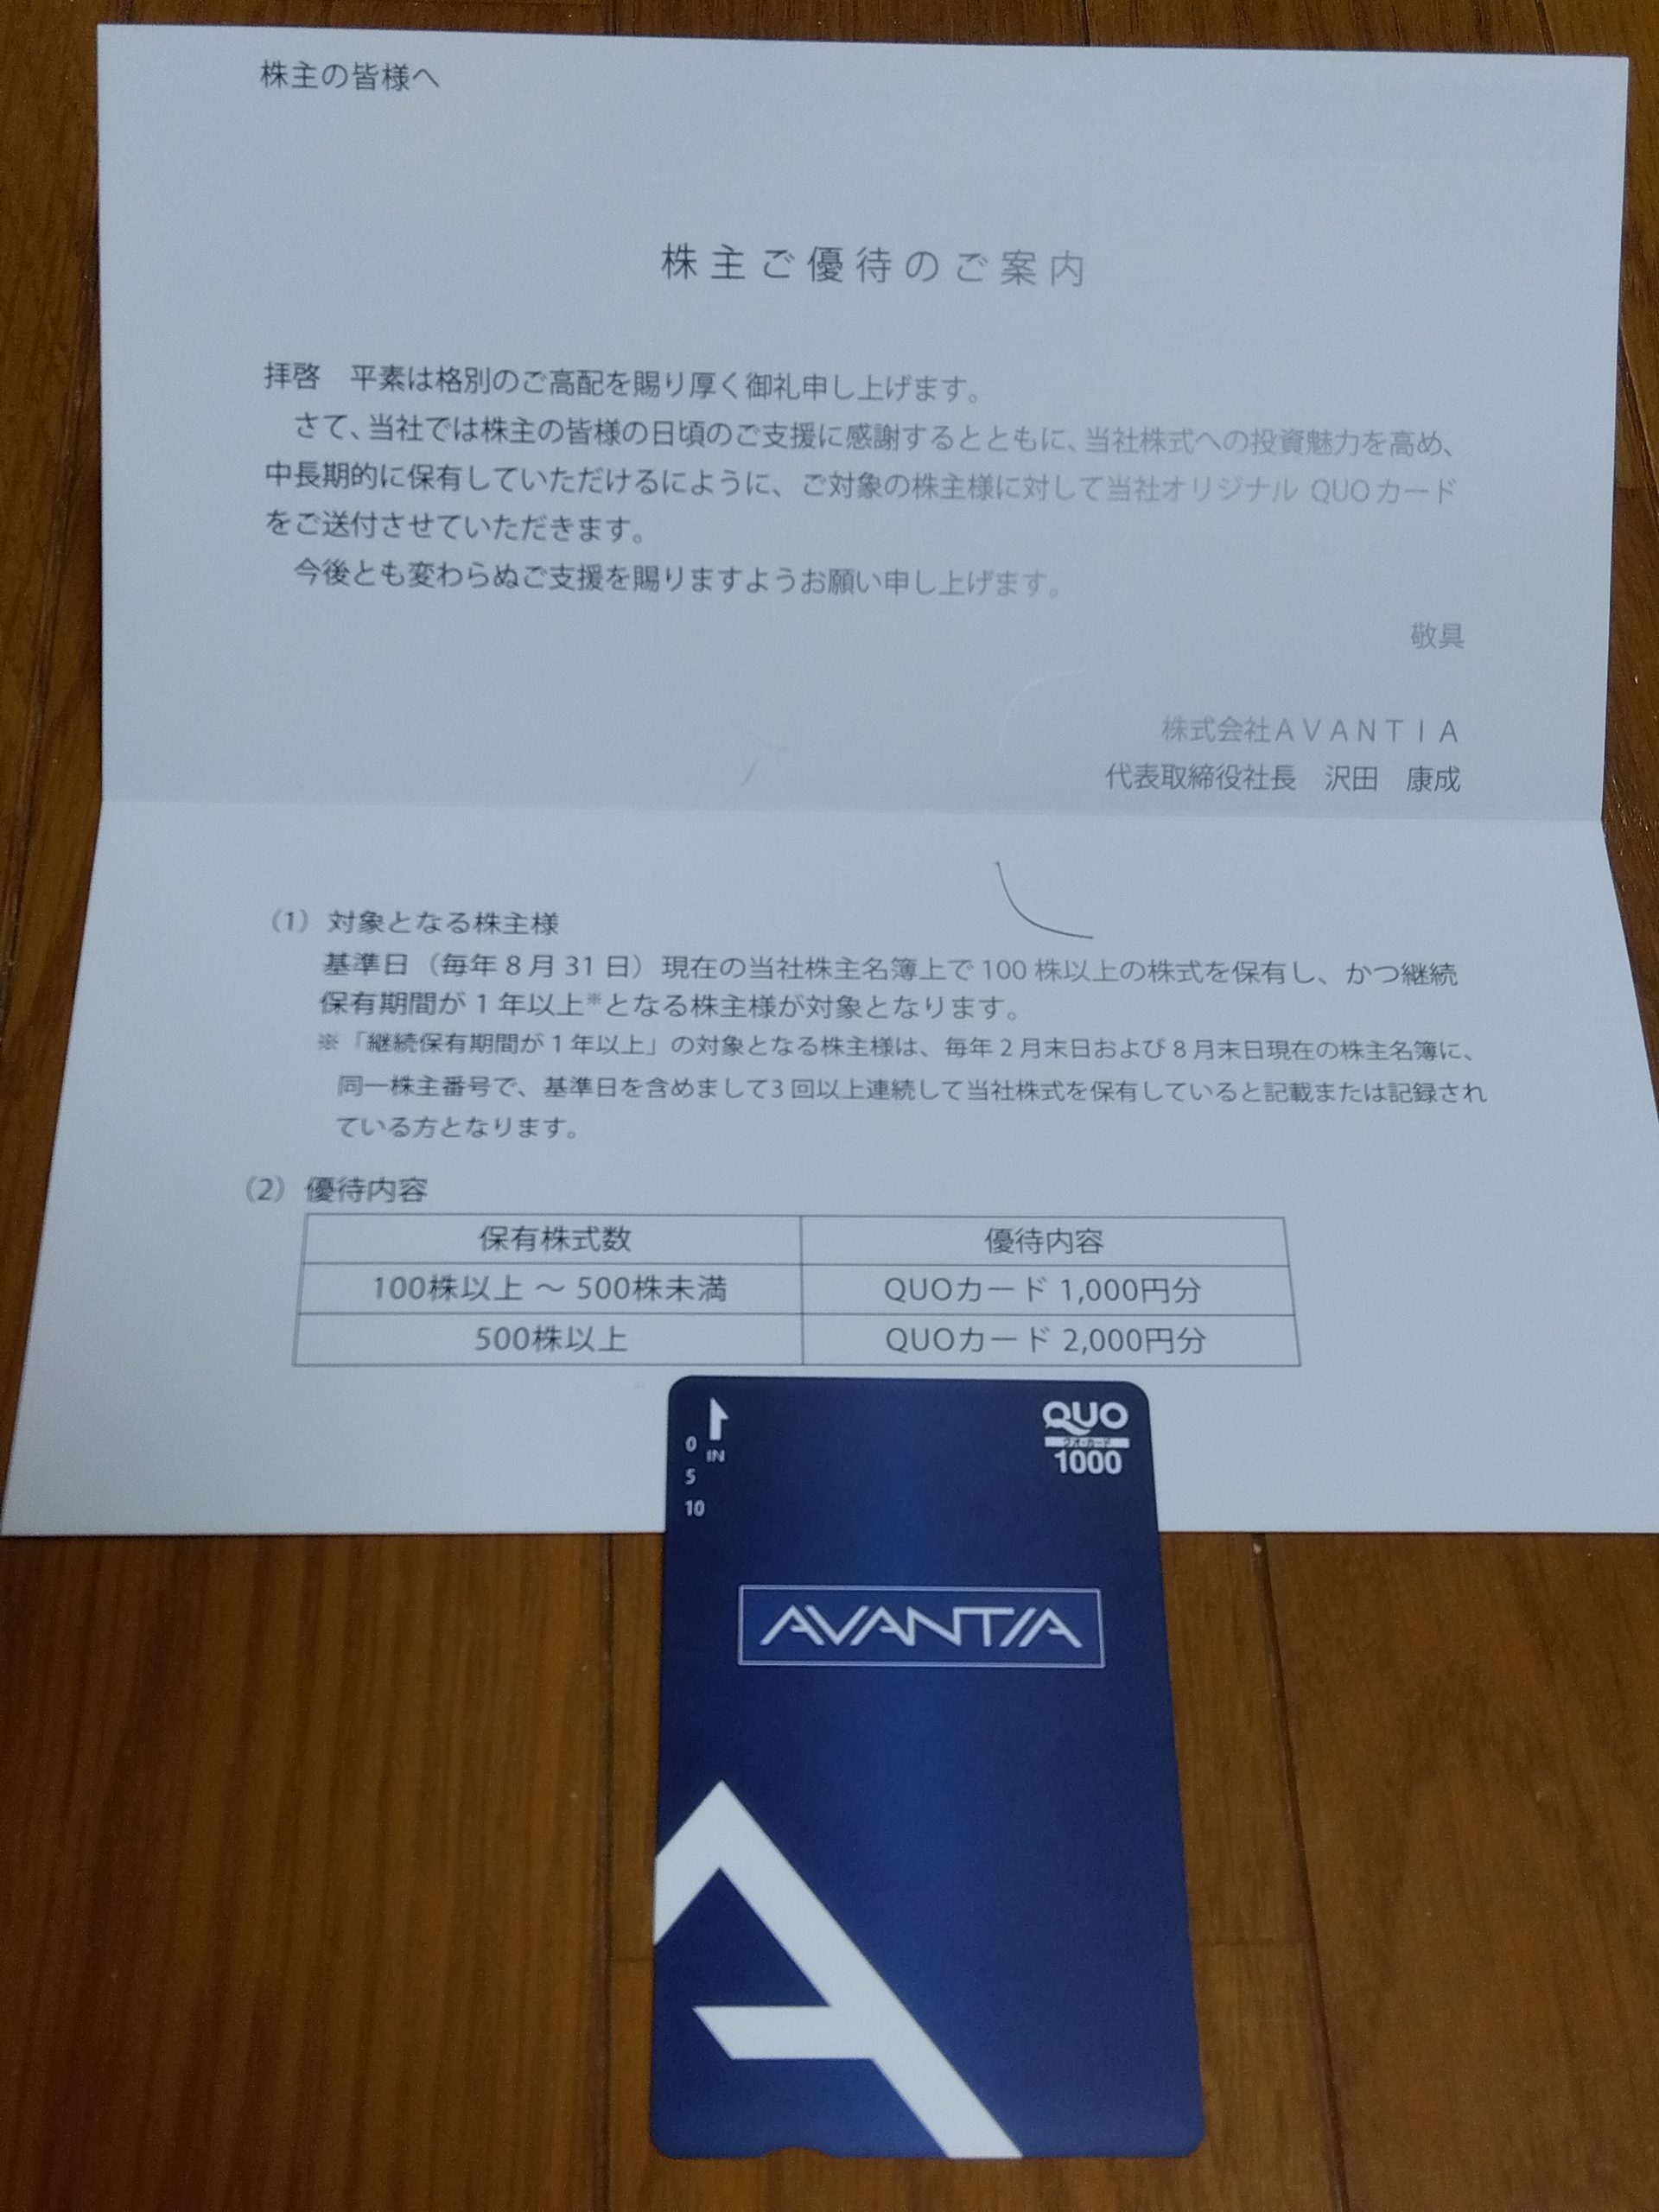 株主の皆様へ
株主ご優待のご案内
拝啓　平素は格別のご高配を賜り厚く御礼申し上げます。
さて、当社では株主の皆様の日頃のご支援に感謝するとともに、当社株式への投資魅力を高め、
中長期的に保有していただけるにように、ご対象の株主様に対して当社オリジナル QUOカード
をご送付させていただきます。
今後とも変わらぬご支援を賜りますようお願い申し上げます。
敬具
株式会社ＡＶＡＮＴＩＡ
代表取締役社長　沢田　康成
（1）対象となる株主様
基準日（毎年8月31日）現在の当社株主名簿上で100株以上の株式を保有し、かつ継続
保有期間が1年以上※となる株主様が対象となります。
※「継続保有期間が1年以上」の対象となる株主様は、毎年2月末日および8月末日現在の株主名簿に、
同一株主番号で、基準日を含めまして3回以上連続して当社株式を保有していると記載または記録され
ている方となります。
（2）優待内容
保有株式数 優待内容
100株以上 〜 500株未満 QUOカード 1,000円分
500株以上 QUOカード 2,000円分
QUO
クオ・カード
1000
IN
0
5
10
AVANTIA